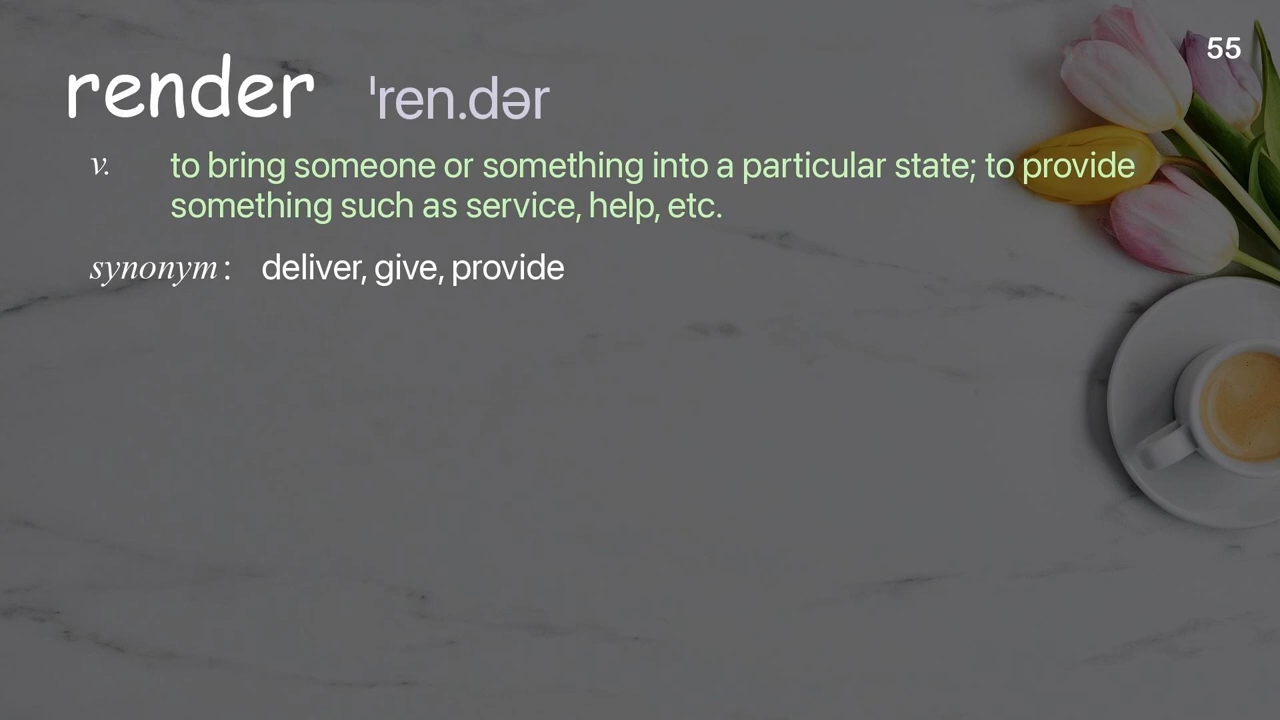 55
render ˈren.dər
v. to bring someone or something into a particular state; to provide
something such as service, help, etc.
synonym : deliver, give, provide